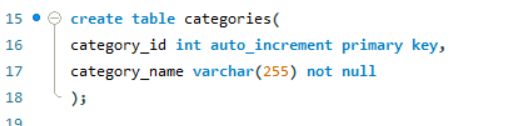 15 create table categories(
16 category_id int auto_increment primary key,
17 category_name varchar(255) not null
18 );
19